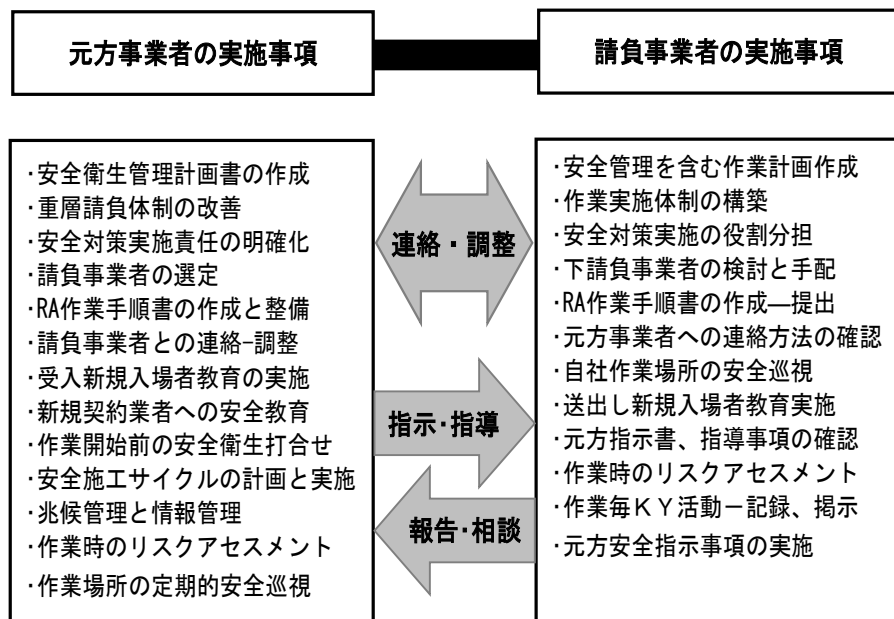 元方事業者の実施事項
請負事業者の実施事項
･安全衛生管理計画書の作成
･重層請負体制の改善
･安全対策実施責任の明確化
･請負事業者の選定
･RA作業手順書の作成と整備
･請負事業者との連絡-調整
･受入新規入場者教育の実施
･新規契約業者への安全教育
･作業開始前の安全衛生打合せ
･安全施工サイクルの計画と実施
･兆候管理と情報管理
･作業時のリスクアセスメント
･作業場所の定期的安全巡視
連絡・調整
指示･指導
報告･相談
･安全管理を含む作業計画作成
･作業実施体制の構築
･安全対策実施の役割分担
･下請負事業者の検討と手配
･RA作業手順書の作成―提出
･元方事業者への連絡方法の確認
･自社作業場所の安全巡視
･送出し新規入場者教育実施
･元方指示書、指導事項の確認
･作業時のリスクアセスメント
･作業毎ＫＹ活動－記録、掲示
･元方安全指示事項の実施